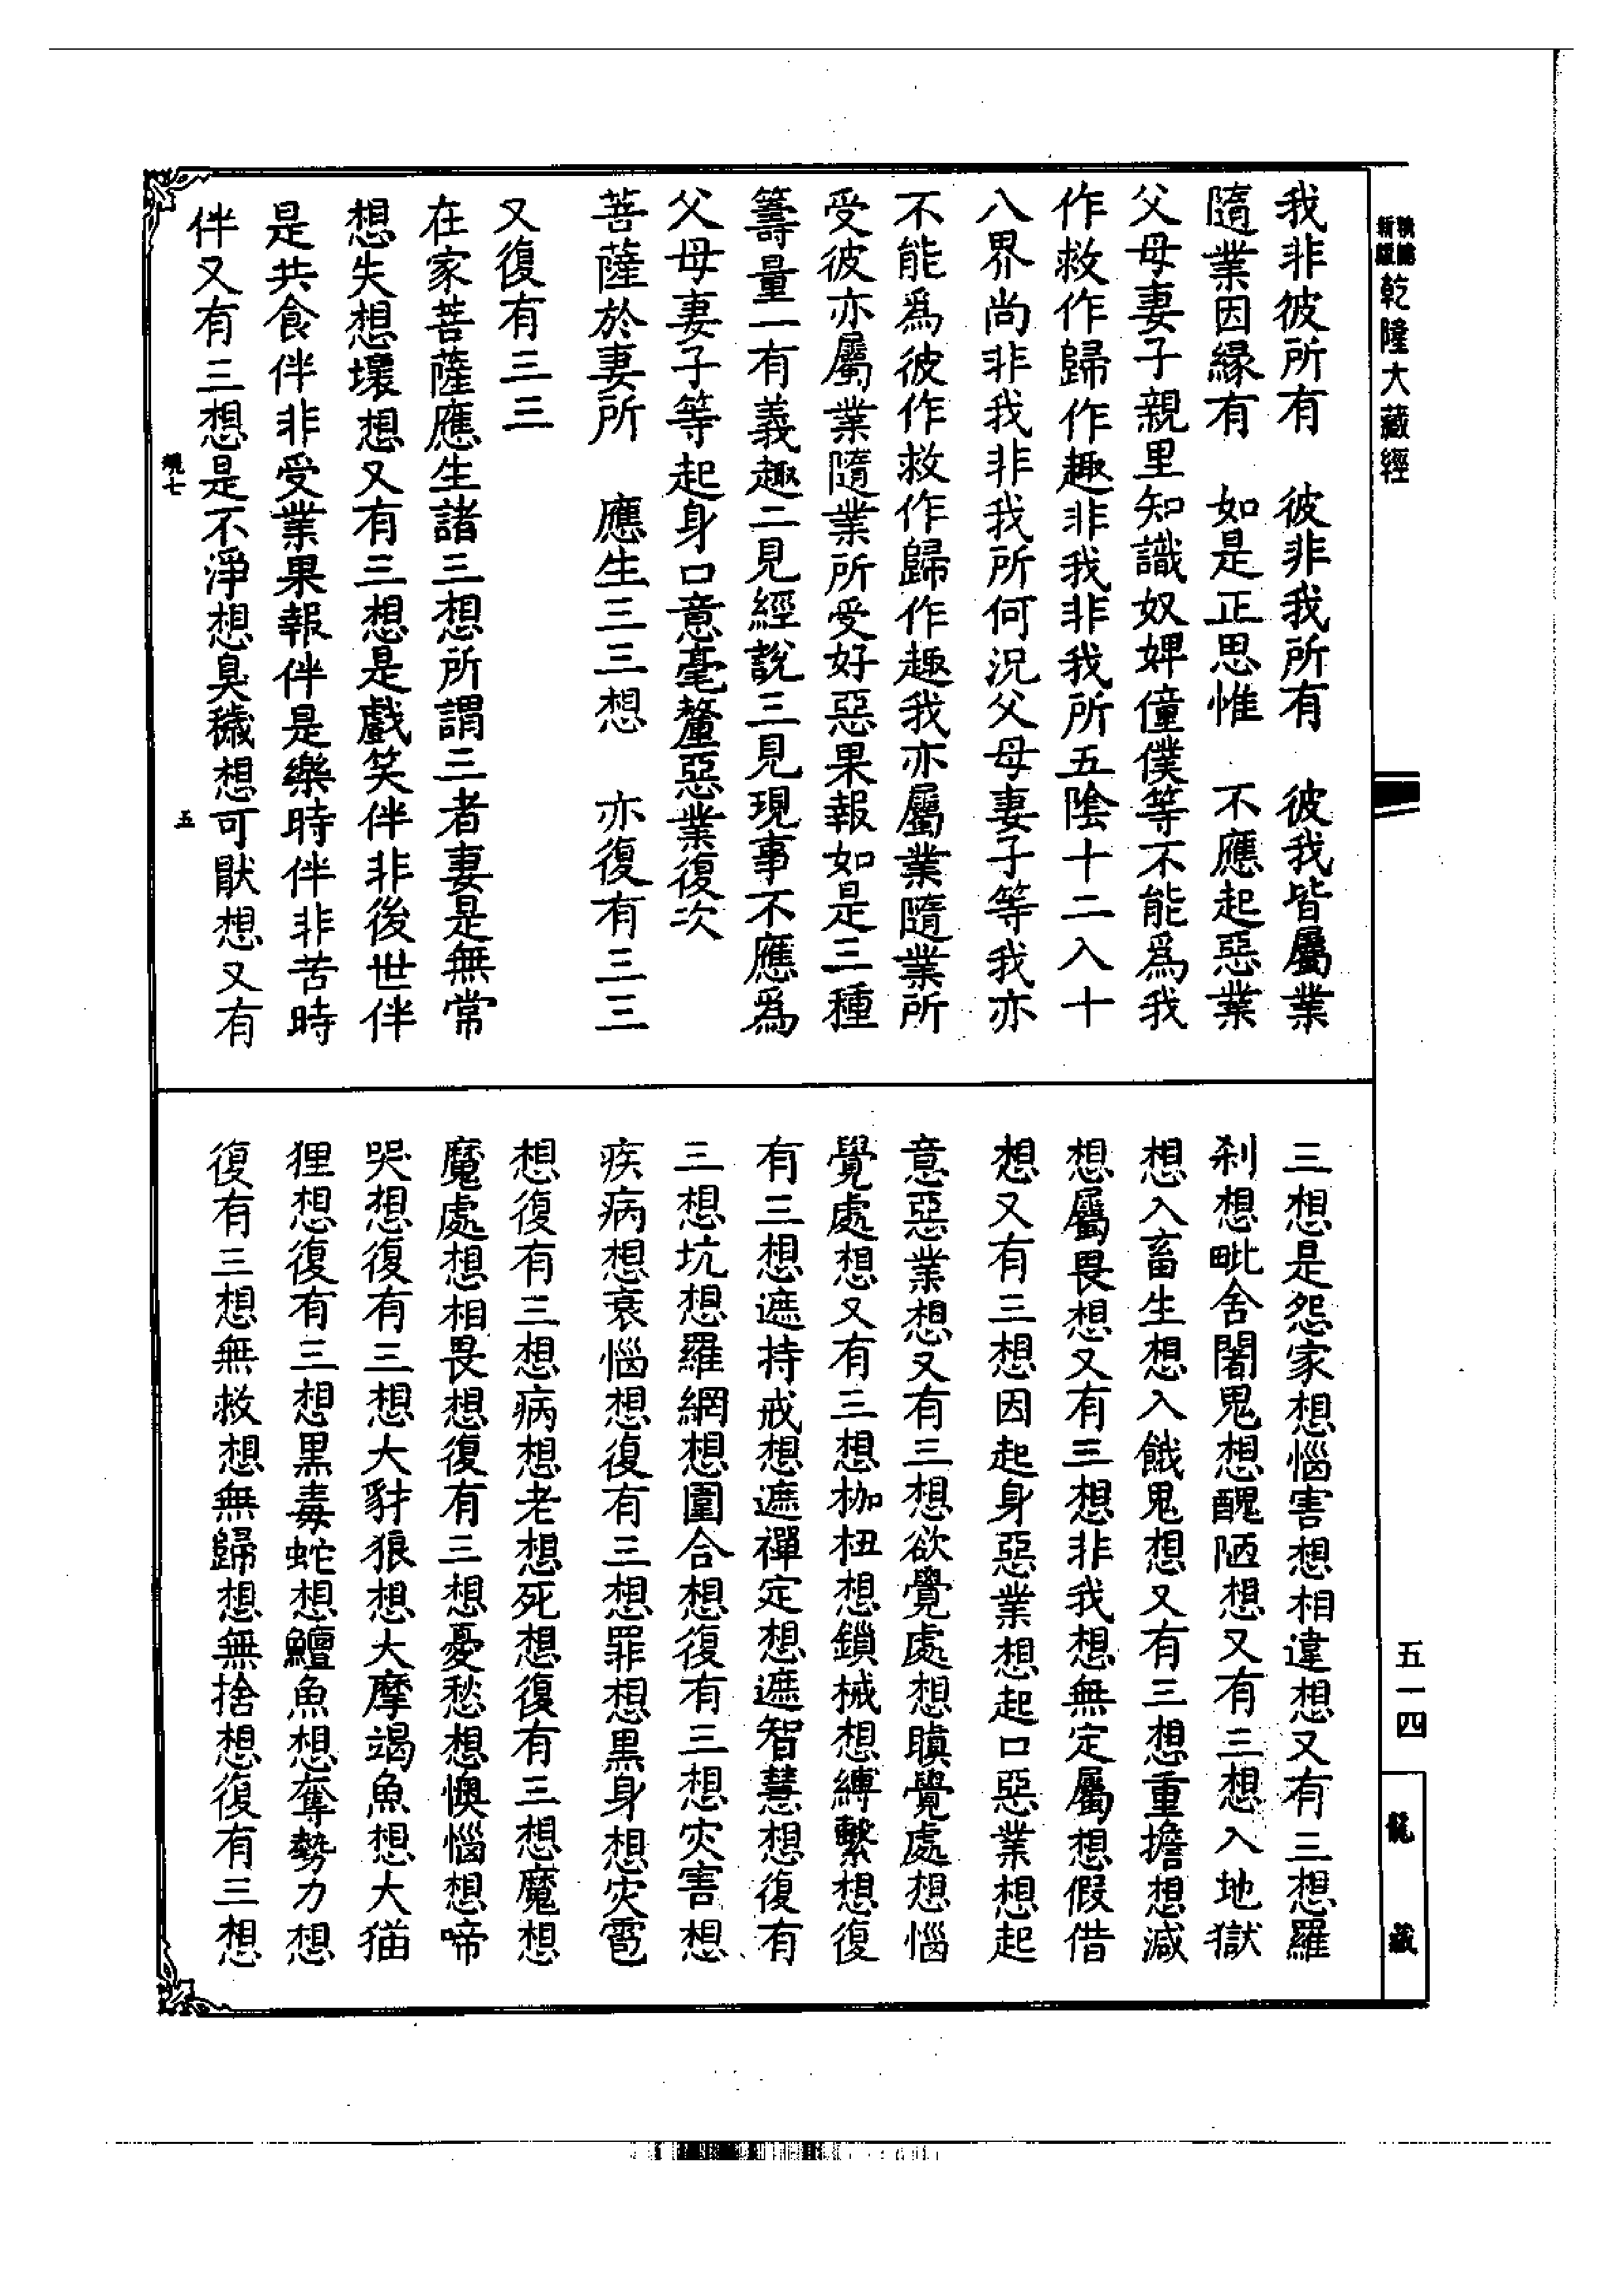 乾隆大藏經
我非彼所有　彼非我所有　彼我皆屬業
隨業因緣有　如是正思惟　不應起惡業
父母妻子親里知識奴婢僮僕等不能爲我
作救作歸作趣非我非我所五陰十二入十
八界尚非我非我所何況父母妻子等我亦
不能爲彼作救作歸作趣我亦屬業隨業所
受彼亦屬業隨業所受好惡果報如是三種
籌量一有義趣二見經說三見現事不應爲
父母妻子等起身口意毫釐惡業復次
菩薩於妻所　應生三三想　亦復有三三
又復有三三
在家菩薩應生諸三想所謂三者妻是無常
想失想壞想又有三想是戲笑伴非後世伴
是共食伴非受業果報伴是樂時伴非苦時
伴又有三想是不淨想臭穢想可猒想又有
五
三想是怨家想惱害想相違想又有三想羅
剎想毗舍闍鬼想醜陋想又有三想入地獄
想入畜生想入餓鬼想又有三想重擔想減
想屬畏想又有三想非我想無定屬想假借
想又有三想因起身惡業想起口惡業想起
意惡業想又有三想欲覺處想瞋覺處想惱
覺處想又有三想枷杻想鎖械想縛繫想復
有三想遮持戒想遮禪定想遮智慧想復有
三想坑想羅網想圍合想復有三想灾害想
疾病想衰惱想復有三想罪想黑身想灾雹
想復有三想病想老想死想復有三想魔想
魔處想相畏想復有三想憂愁想懊惱想啼
哭想復有三想大豺狼想大摩竭魚想大猫
狸想復有三想黑毒蛇想鱣魚想奪勢力想
復有三想無救想無歸想無捨想復有三想
五一四
龍藏